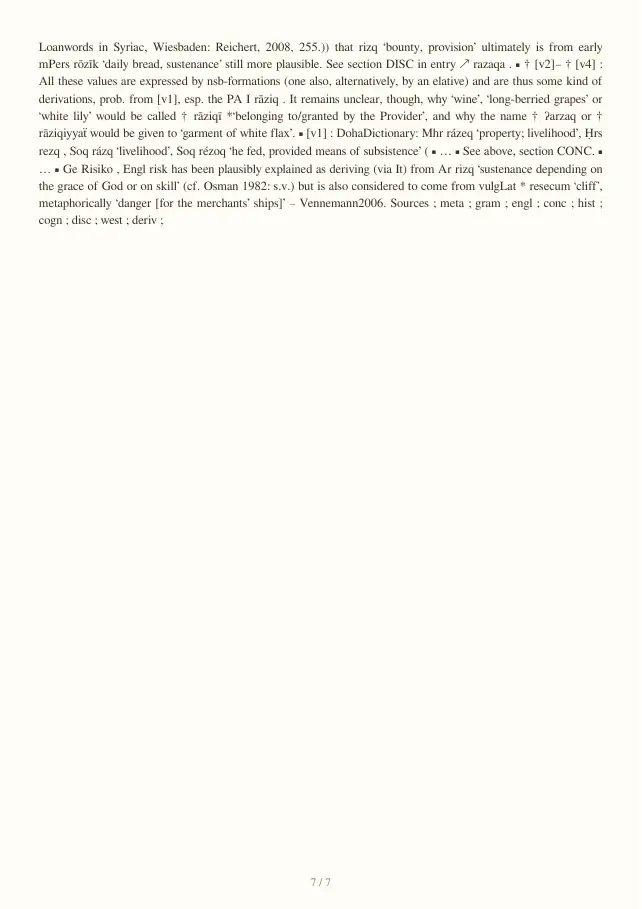 Loanwords in Syriac, Wiesbaden: Reichert, 2008, 255.)) that rizq ‘bounty, provision’ ultimately is from early
mPers rōzīk ‘daily bread, sustenance’ still more plausible. See section DISC in entry ↗ razaqa . ▪ † [v2]– † [v4] :
All these values are expressed by nsb-formations (one also, alternatively, by an elative) and are thus some kind of
derivations, prob. from [v1], esp. the PA I rāziq . It remains unclear, though, why ‘wine’, ‘long-berried grapes’ or
‘white lily’ would be called † rāziqī *‘belonging to/granted by the Provider’, and why the name † ʔarzaq or †
rāziqiyyaẗ would be given to ‘garment of white flax’. ▪ [v1] : DohaDictionary: Mhr rázeq ‘property; livelihood’, Ḥrs
rezq , Soq rázq ‘livelihood’, Soq rézoq ‘he fed, provided means of subsistence’ ( ▪ … ▪ See above, section CONC. ▪
… ▪ Ge Risiko , Engl risk has been plausibly explained as deriving (via It) from Ar rizq ‘sustenance depending on
the grace of God or on skill’ (cf. Osman 1982: s.v.) but is also considered to come from vulgLat * resecum ‘cliff’,
metaphorically ‘danger [for the merchants’ ships]’ – Vennemann2006. Sources ; meta ; gram ; engl ; conc ; hist ;
cogn ; disc ; west ; deriv ;
7 / 7